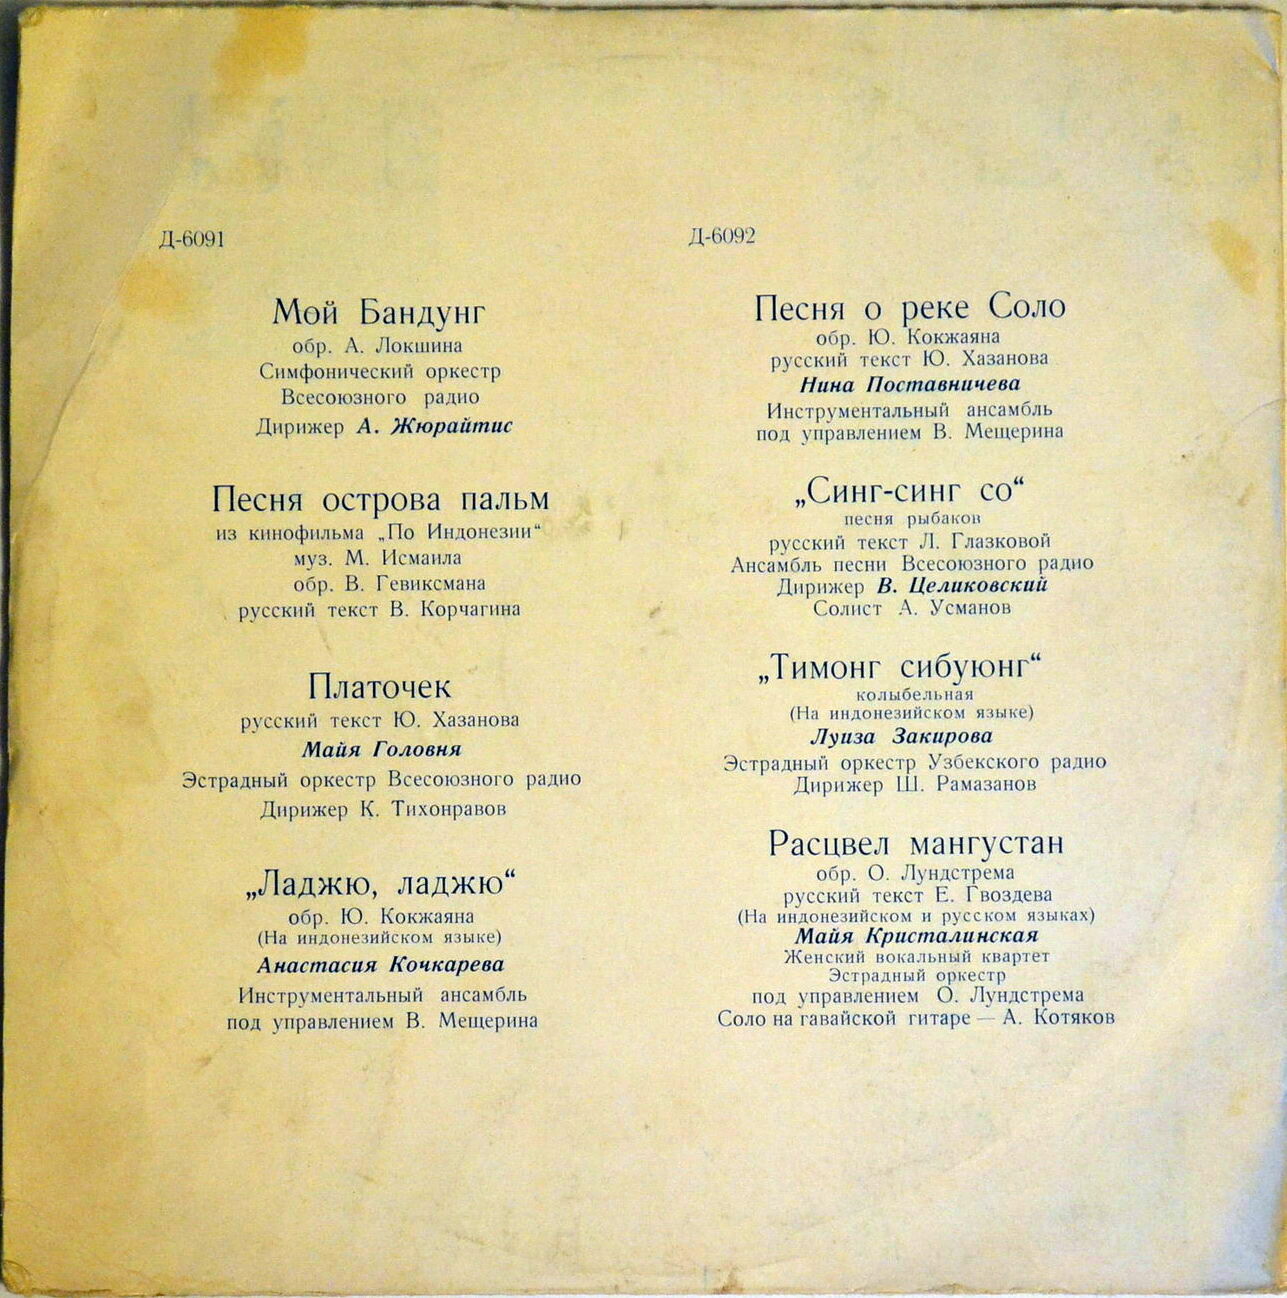 Д-6091
Мой Бандунг
обр. А. Локшина
Симфонический оркестр
Всесоюзного радио
Дирижер А. Жюрайтис
Песня острова пальм
из кинофильма „По Индонезии“
муз. М. Исмаила
обр. В. Гевиксмана
русский текст В. Корчагина
Платочек
русский текст Ю. Хазанова
Майя Головня
Эстрадный оркестр Всесоюзного радио
Дирижер К. Тихонравов
„Ладжю, ладжю“
обр. Ю. Кокжаяна
(На индонезийском языке)
Анастасия Кочкарева
Инструментальный ансамбль
под управлением В. Мещерина
Д-6092
Песня о реке Соло
обр. Ю. Кокжаяна
русский текст Ю. Хазанова
Нина Поставничева
Инструментальный ансамбль
под управлением В. Мещерина
„Синг-синг со“
песня рыбаков
русский текст Л. Глазковой
Ансамбль песни Всесоюзного радио
Дирижер В. Целиковский
Солист А. Усманов
„Тимонг сибуюнг“
колыбельная
(На индонезийском языке)
Луиза Закирова
Эстрадный оркестр Узбекского радио
Дирижер Ш. Рамазанов
Расцвел мангустан
обр. О. Лундстрема
русский текст Е. Гвоздева
(На индонезийском и русском языках)
Майя Кристалинская
Женский вокальный квартет
Эстрадный оркестр
под управлением О. Лундстрема
Соло на гавайской гитаре — А. Котяков